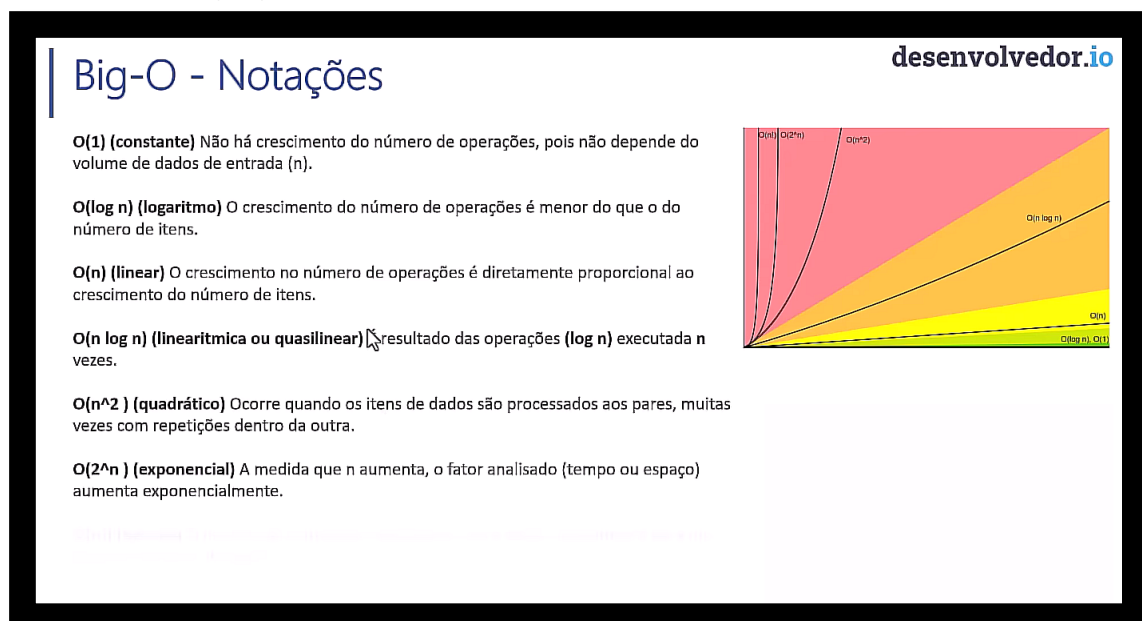 Big-O - Notações
desenvolvedor.io
O(1) (constante) Não há crescimento do número de operações, pois não depende do
volume de dados de entrada (n).
O(log n) (logaritmo) O crescimento do número de operações é menor do que o do
número de itens.
O(n) (linear) O crescimento no número de operações é diretamente proporcional ao
crescimento do número de itens.
O(n log n) (linearitmica ou quasilinear) resultado das operações (log n) executada n
vezes.
O(n^2 ) (quadrático) Ocorre quando os itens de dados são processados aos pares, muitas
vezes com repetições dentro da outra.
O(2^n ) (exponencial) A medida que n aumenta, o fator analisado (tempo ou espaço)
aumenta exponencialmente.
O(n!) O(2^n)
O(n^2)
O(n log n)
O(n)
O(log n), O(1)